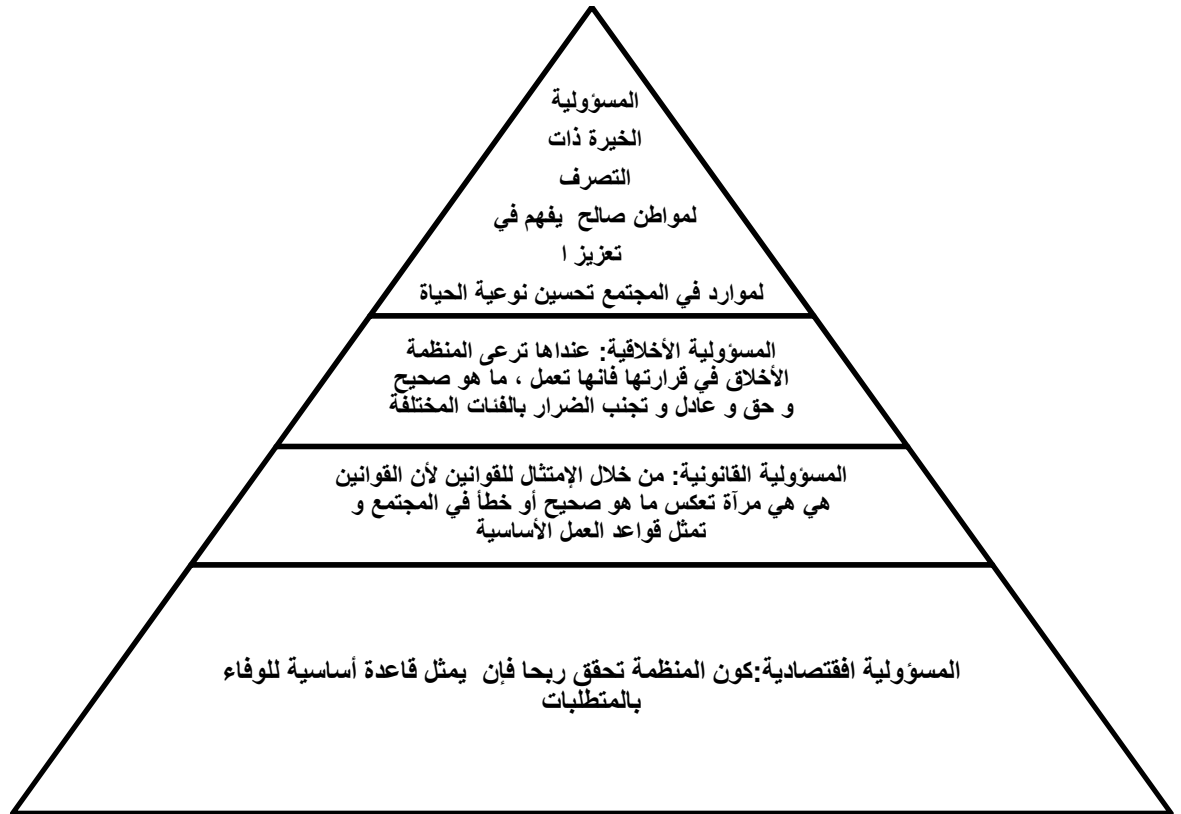 المسؤولية
الخيرة ذات
التصرف
لمواطن صالح يفهم في
تعزيز ا
لموارد في المجتمع تحسين نوعية الحياة
المسؤولية الأخلاقية: عنداها ترعى المنظمة
الأخلاق في قرارتها فانها تعمل ، ما هو صحيح
و حق و عادل و تجنب الضرار بالفئات المختلفة
المسؤولية القانونية: من خلال الإمتثال للقوانين لأن القوانين
هي هي مرآة تعكس ما هو صحيح أو خطأ في المجتمع و
تمثل قواعد العمل الأساسية
المسؤولية افقتصادية:كون المنظمة تحقق ربحا فإن يمثل قاعدة أساسية للوفاء
بالمتطلبات